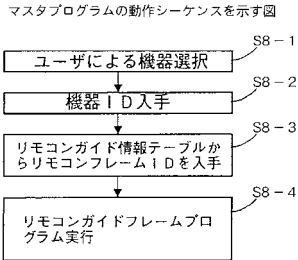 マスタプログラムの動作シーケンスを示す図
S8-1
ユーザによる機器選択
S8-2
機器ID入手
S8-3
リモコンガイド情報テーブルか
らリモコンフレームIDを入手
S8-4
リモコンガイドフレームプロ
グラム実行